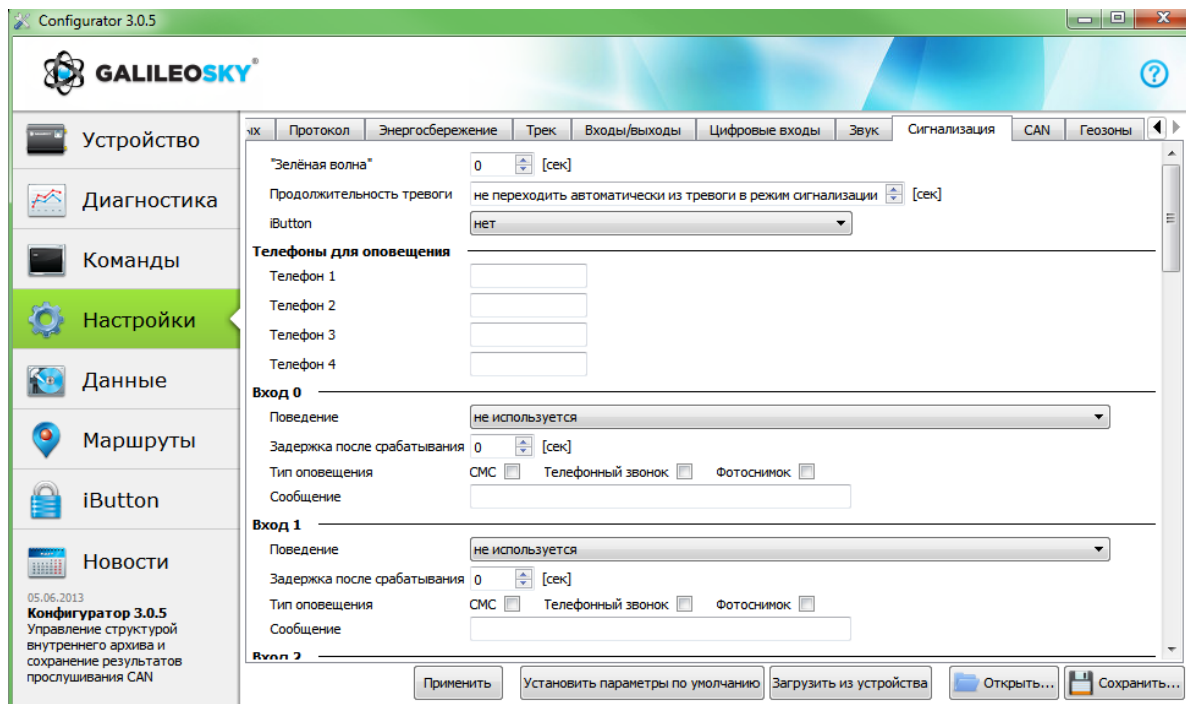 Configurator 3.0.5
GALILEOSKY®
Устройство
Диагностика
Команды
Настройки
Данные
Маршруты
iButton
Новости
05.06.2013
Конфигуратор 3.0.5
Управление структурой
внутреннего архива и
сохранение результатов
прослушивания CAN
ых Протокол Энергосбережение Трек Входы/выходы Цифровые входы Звук Сигнализация CAN Геозоны
"Зелёная волна" 0 [сек]
Продолжительность тревоги не переходить автоматически из тревоги в режим сигнализации [сек]
iButton нет
Телефоны для оповещения
Телефон 1
Телефон 2
Телефон 3
Телефон 4
Вход 0
Поведение не используется
Задержка после срабатывания 0 [сек]
Тип оповещения СМС Телефонный звонок Фотоснимок
Сообщение
Вход 1
Поведение не используется
Задержка после срабатывания 0 [сек]
Тип оповещения СМС Телефонный звонок Фотоснимок
Сообщение
Вход 2
Применить Установить параметры по умолчанию Загрузить из устройства Открыть... Сохранить...